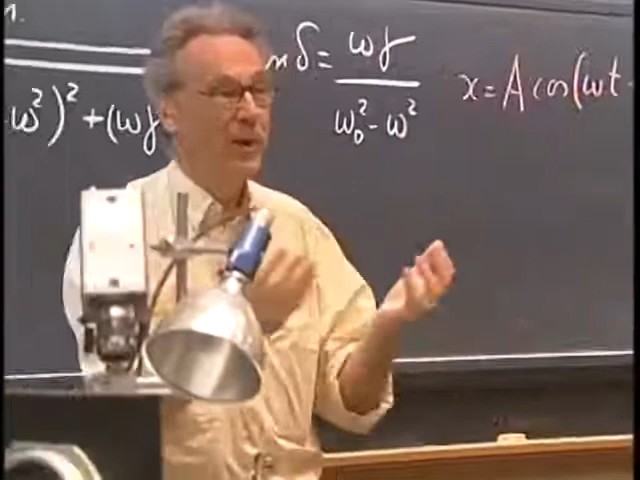 1.
n δ = ωγ / ω₀² - ω²
x = A cos(ωt -
ω²)² + (ωγ